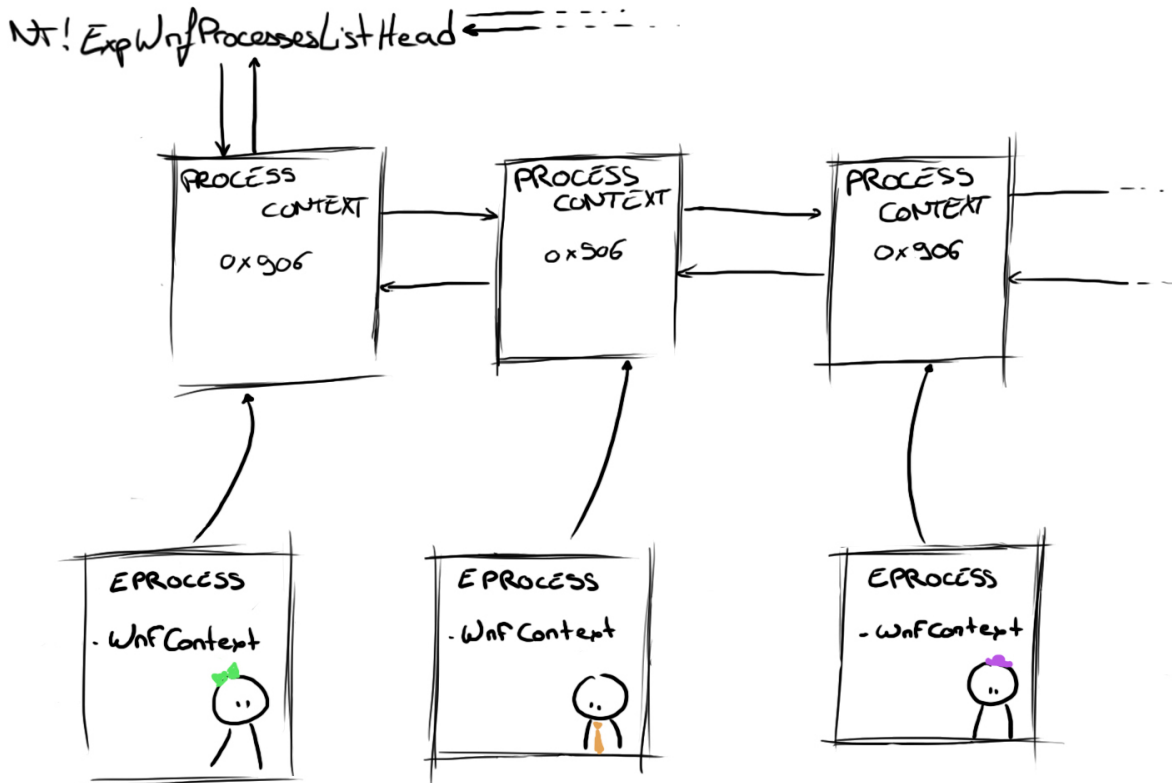 NT! ExpWnfProcessesListHead
PROCESS
CONTEXT
0x906
PROCESS
CONTEXT
0x906
PROCESS
CONTEXT
0x906
EPROCESS
- WnFContext
EPROCESS
- WnFContext
EPROCESS
- WnFContext